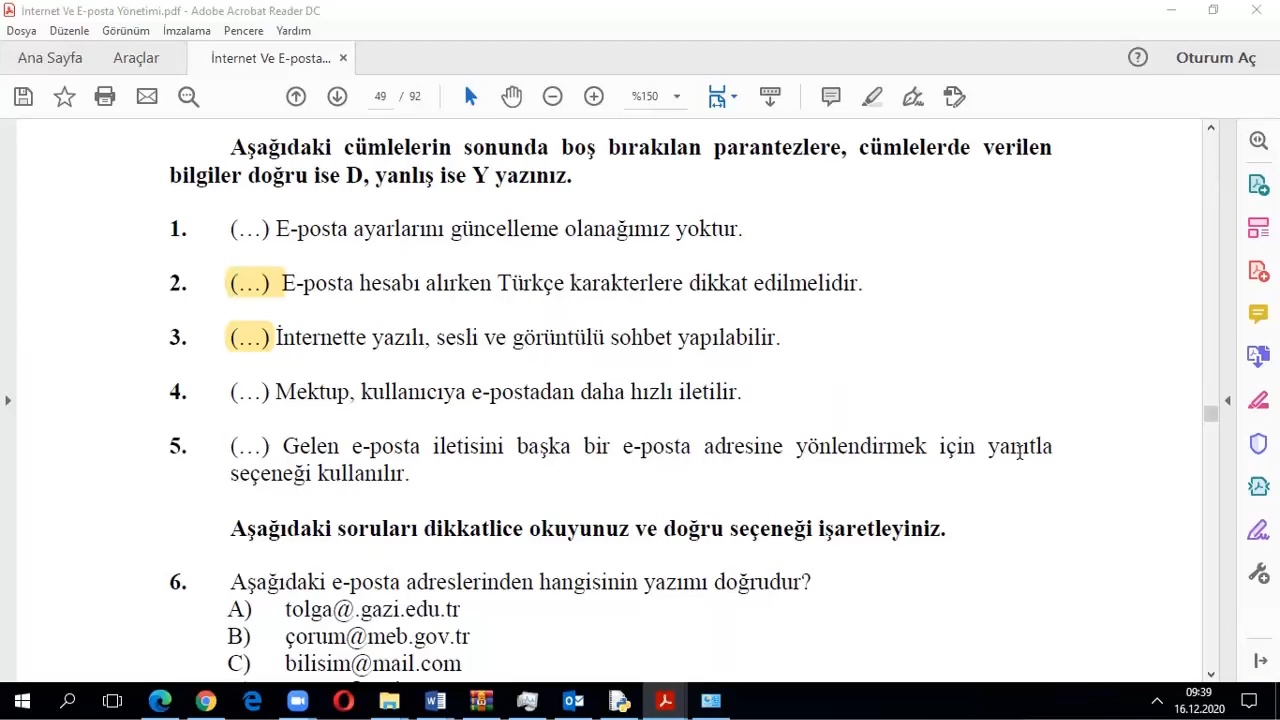 İnternet Ve E-posta Yönetimi.pdf - Adobe Acrobat Reader DC
Dosya Düzenle Görünüm İmzalama Pencere Yardım
Ana Sayfa Araçlar İnternet Ve E-posta... × Oturum Aç
49 / 92 %150
Aşağıdaki cümlelerin sonunda boş bırakılan parantezlere, cümlelerde verilen
bilgiler doğru ise D, yanlış ise Y yazınız.
1. (…) E-posta ayarlarını güncelleme olanağımız yoktur.
2. (…) E-posta hesabı alırken Türkçe karakterlere dikkat edilmelidir.
3. (…) İnternette yazılı, sesli ve görüntülü sohbet yapılabilir.
4. (…) Mektup, kullanıcıya e-postadan daha hızlı iletilir.
5. (…) Gelen e-posta iletisini başka bir e-posta adresine yönlendirmek için yanıtla
seçeneği kullanılır.
Aşağıdaki soruları dikkatlice okuyunuz ve doğru seçeneği işaretleyiniz.
6. Aşağıdaki e-posta adreslerinden hangisinin yazımı doğrudur?
A) tolga@.gazi.edu.tr
B) çorum@meb.gov.tr
C) bilisim@mail.com
09:39
16.12.2020